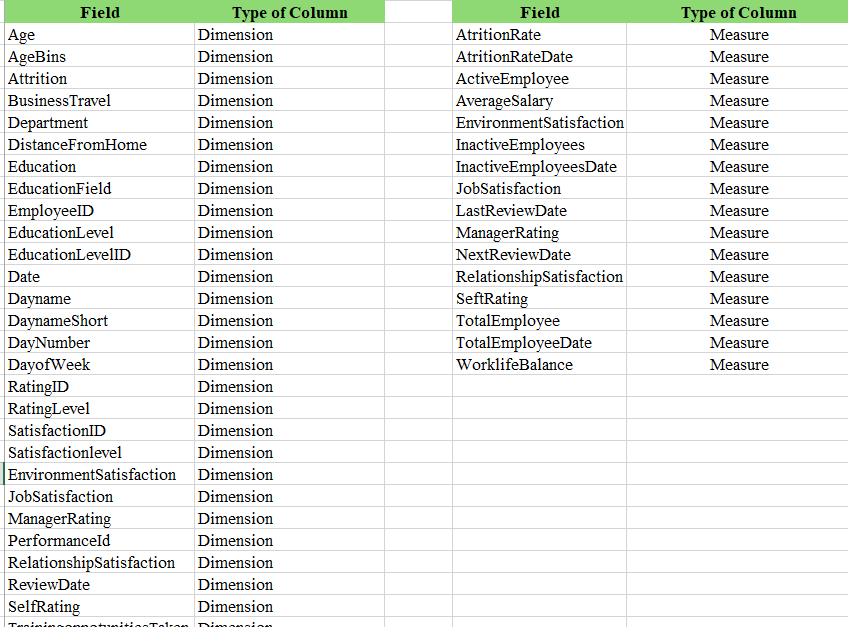 Field Type of Column Field Type of Column
Age Dimension AtritionRate Measure
AgeBins Dimension AtritionRateDate Measure
Attrition Dimension ActiveEmployee Measure
BusinessTravel Dimension AverageSalary Measure
Department Dimension EnvironmentSatisfaction Measure
DistanceFromHome Dimension InactiveEmployees Measure
Education Dimension InactiveEmployeesDate Measure
EducationField Dimension JobSatisfaction Measure
EmployeeID Dimension LastReviewDate Measure
EducationLevel Dimension ManagerRating Measure
EducationLevelID Dimension NextReviewDate Measure
Date Dimension RelationshipSatisfaction Measure
Dayname Dimension SeftRating Measure
DaynameShort Dimension TotalEmployee Measure
DayNumber Dimension TotalEmployeeDate Measure
DayofWeek Dimension WorklifeBalance Measure
RatingID Dimension
RatingLevel Dimension
SatisfactionID Dimension
Satisfactionlevel Dimension
EnvironmentSatisfaction Dimension
JobSatisfaction Dimension
ManagerRating Dimension
PerformanceId Dimension
RelationshipSatisfaction Dimension
ReviewDate Dimension
SelfRating Dimension
Dimension